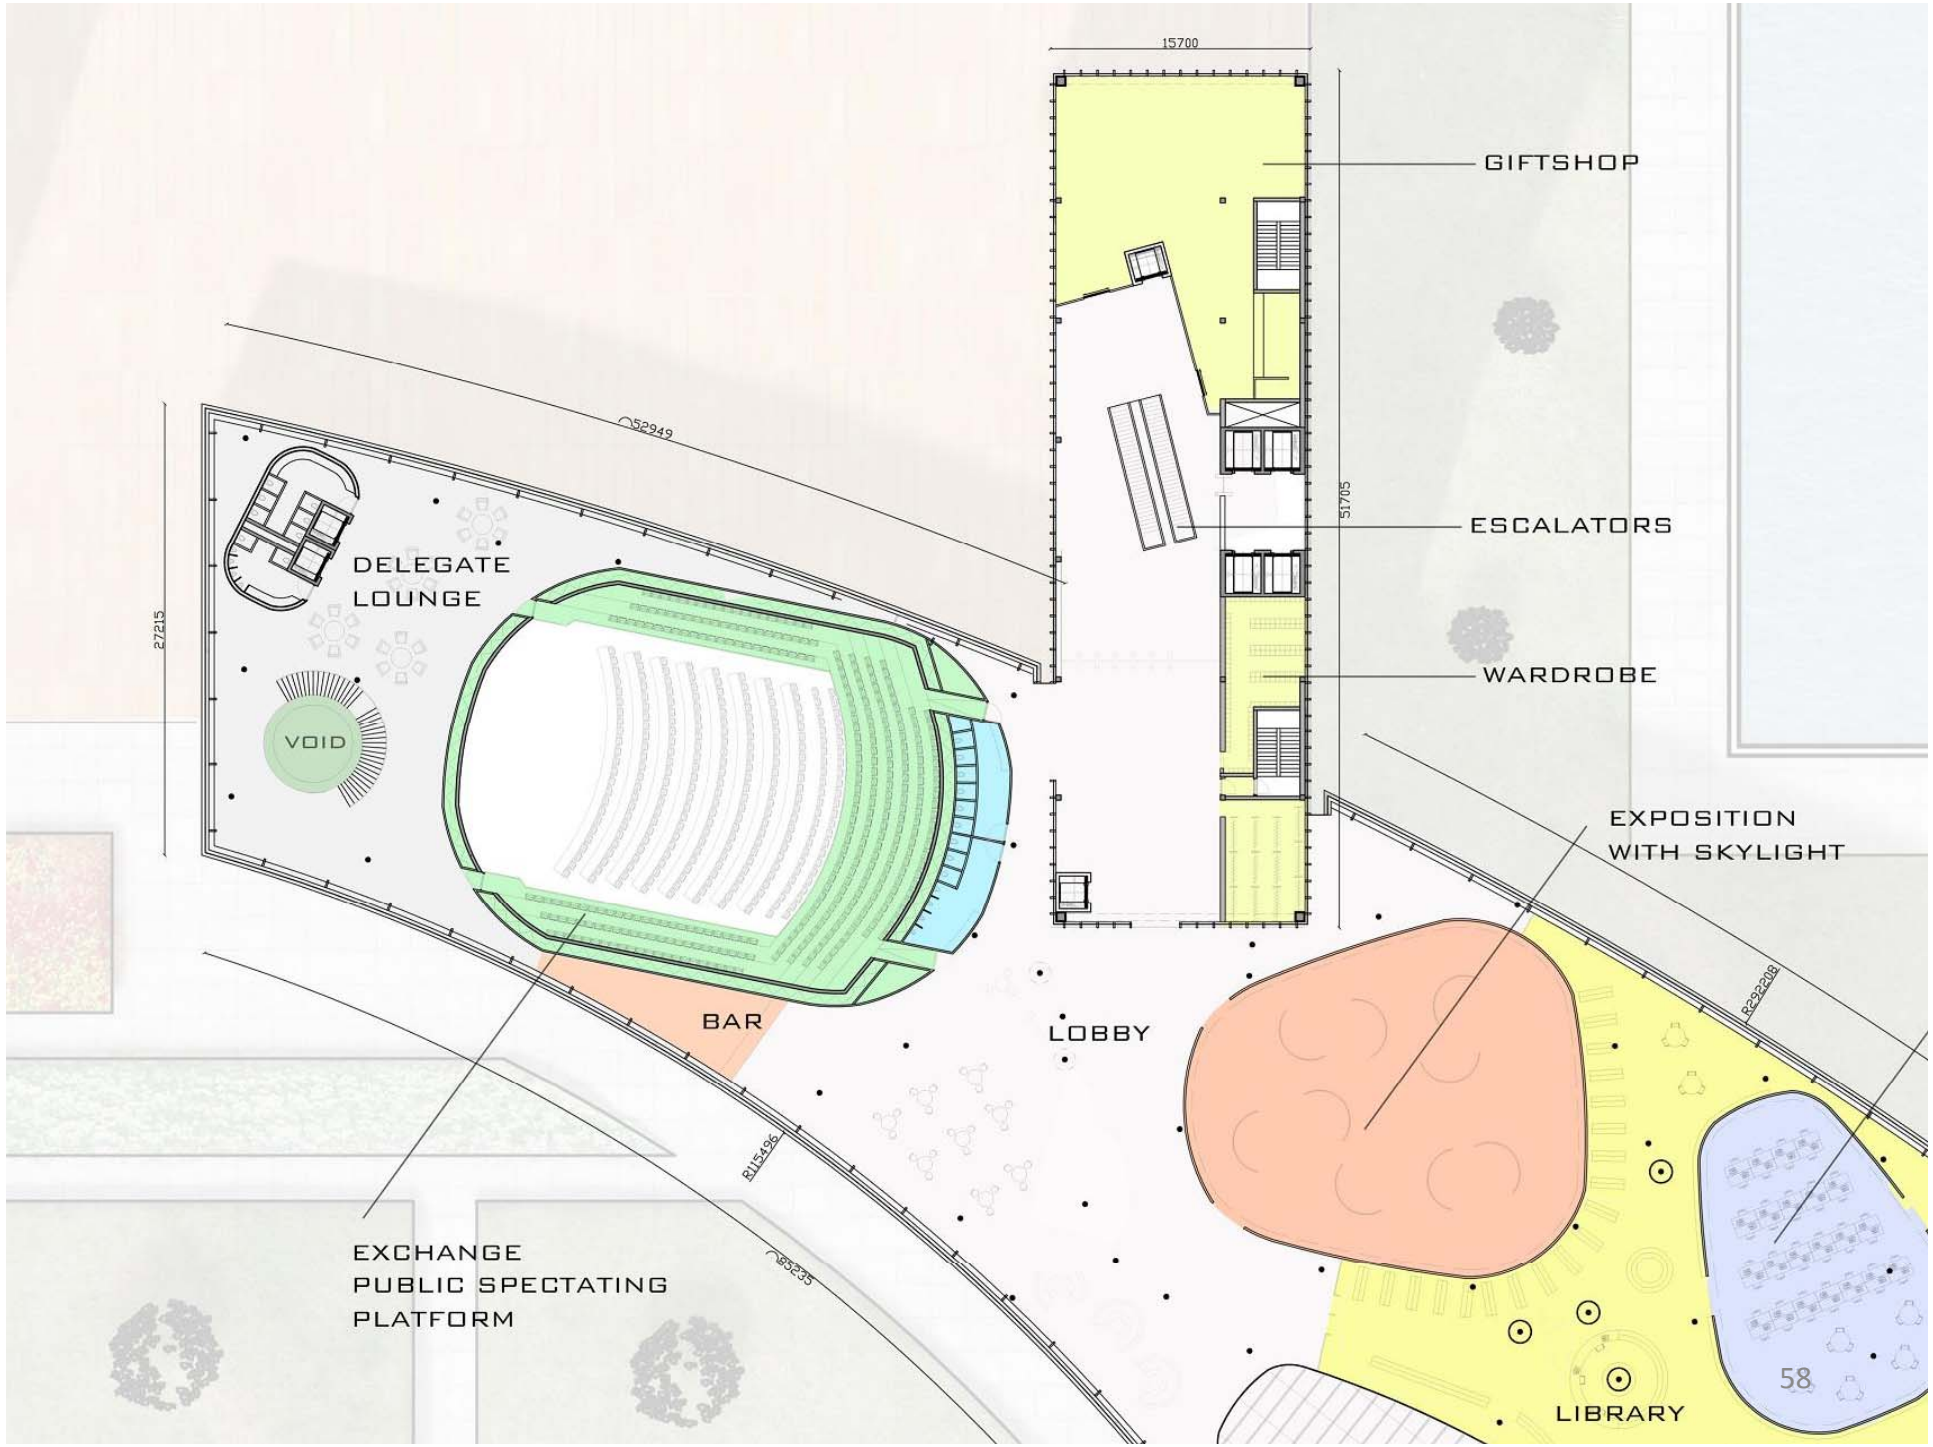 15700
GIFTSHOP
52949
51705
ESCALATORS
DELEGATE
LOUNGE
27215
WARDROBE
VOID
EXPOSITION
WITH SKYLIGHT
R292208
BAR
LOBBY
R115496
EXCHANGE
PUBLIC SPECTATING
PLATFORM
85235
58
LIBRARY